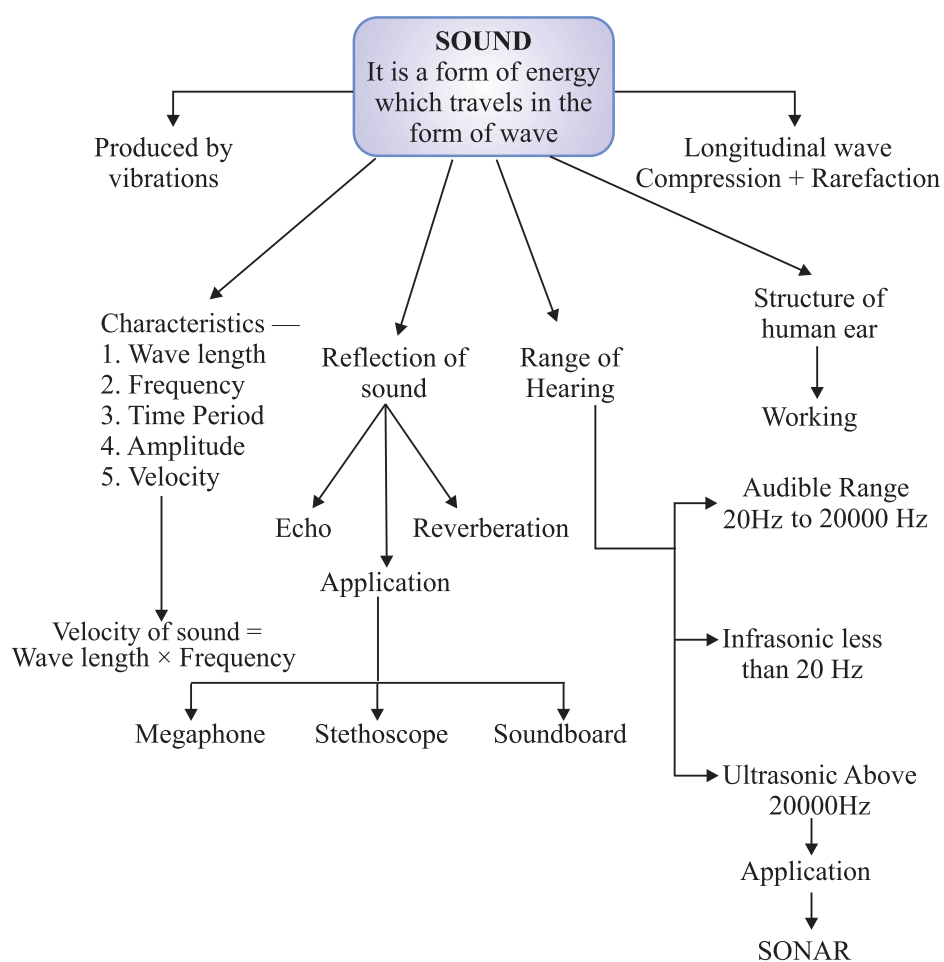 SOUND
It is a form of energy
which travels in the
form of wave
Produced by
vibrations
Longitudinal wave
Compression + Rarefaction
Characteristics —
1. Wave length
2. Frequency
3. Time Period
4. Amplitude
5. Velocity
Velocity of sound =
Wave length × Frequency
Reflection of
sound
Echo
Reverberation
Application
Megaphone
Stethoscope
Soundboard
Range of
Hearing
Audible Range
20Hz to 20000 Hz
Infrasonic less
than 20 Hz
Ultrasonic Above
20000Hz
Application
SONAR
Structure of
human ear
Working